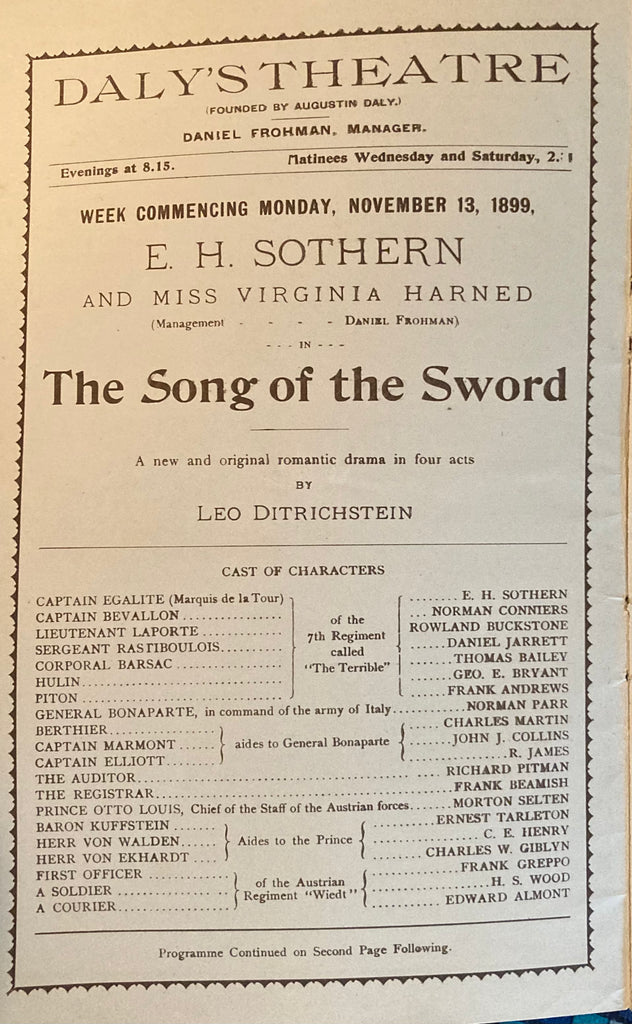 DALY'S THEATRE
(FOUNDED BY AUGUSTIN DALY.)
DANIEL FROHMAN, MANAGER.
Evenings at 8.15. Matinees Wednesday and Saturday,
WEEK COMMENCING MONDAY, NOVEMBER 13, 1899,
E. H. SOTHERN
AND MISS VIRGINIA HARNED
(Management - - - - DANIEL FROHMAN)
- - - IN - - -
The Song of the Sword
A new and original romantic drama in four acts
BY
LEO DITRICHSTEIN
CAST OF CHARACTERS
CAPTAIN EGALITE (Marquis de la Tour) ........ E. H. SOTHERN
CAPTAIN BEVALLON ................ of the ... NORMAN CONNIERS
LIEUTENANT LAPORTE ............. 7th Regiment ROWLAND BUCKSTONE
SERGEANT RASTIBOULOIS.......... called ......DANIEL JARRETT
CORPORAL BARSAC ................ "The Terrible" ......THOMAS BAILEY
HULIN.............................. ......GEO. E. BRYANT
PITON .............................. ......FRANK ANDREWS
GENERAL BONAPARTE, in command of the army of Italy..........NORMAN PARR
BERTHIER................ ..... CHARLES MARTIN
CAPTAIN MARMONT ...... aides to General Bonaparte .......JOHN J. COLLINS
CAPTAIN ELLIOTT........ ................R. JAMES
THE AUDITOR.......................................... RICHARD PITMAN
THE REGISTRAR..........................................FRANK BEAMISH
PRINCE OTTO LOUIS, Chief of the Staff of the Austrian forces.......MORTON SELTEN
BARON KUFFSTEIN ....... .........ERNEST TARLETON
HERR VON WALDEN...... Aides to the Prince ................ C. E. HENRY
HERR VON EKHARDT .... ........CHARLES W. GIBLYN
FIRST OFFICER .............. ..............FRANK GREPPO
A SOLDIER .................. of the Austrian Regiment "Wiedt" ..................H. S. WOOD
A COURIER.................. ............ EDWARD ALMONT
Programme Continued on Second Page Following.